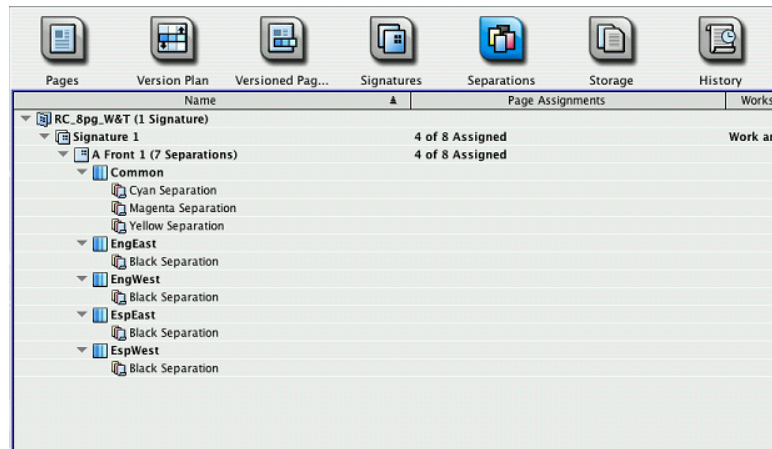 Pages Version Plan Versioned Pag... Signatures Separations Storage History
Name Page Assignments Works
RC_8pg_W&T (1 Signature)
Signature 1 4 of 8 Assigned Work a
A Front 1 (7 Separations) 4 of 8 Assigned
Common
Cyan Separation
Magenta Separation
Yellow Separation
EngEast
Black Separation
EngWest
Black Separation
EspEast
Black Separation
EspWest
Black Separation